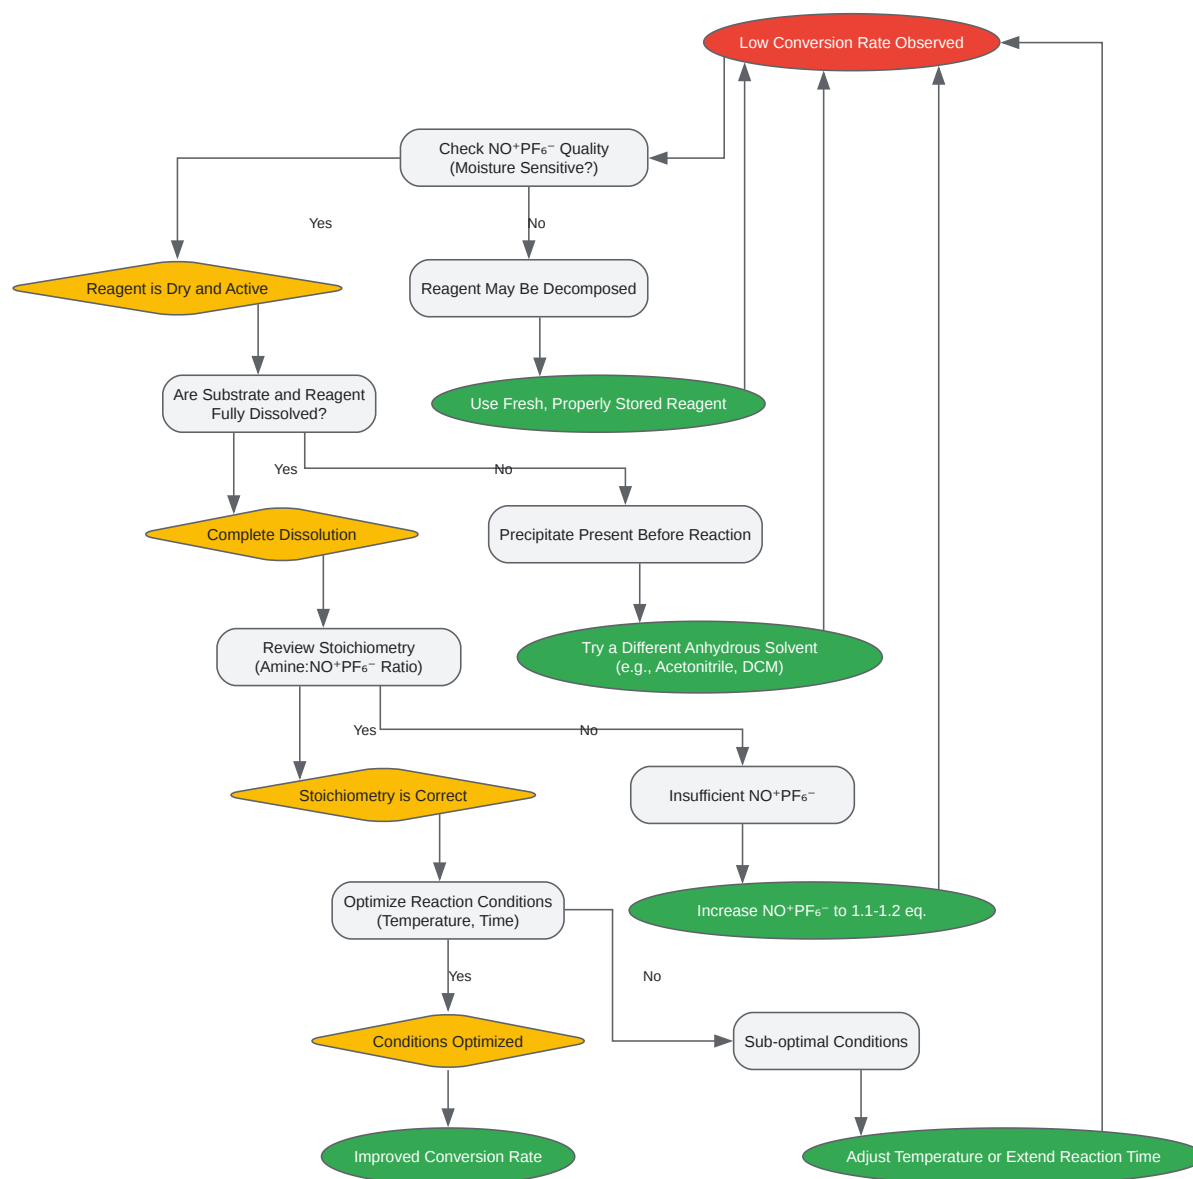 Low Conversion Rate Observed
Check NO⁺PF₆⁻ Quality
(Moisture Sensitive?)
Yes
No
Reagent is Dry and Active
Reagent May Be Decomposed
Are Substrate and Reagent
Fully Dissolved?
Use Fresh, Properly Stored Reagent
Yes
No
Complete Dissolution
Precipitate Present Before Reaction
Review Stoichiometry
(Amine:NO⁺PF₆⁻ Ratio)
Try a Different Anhydrous Solvent
(e.g., Acetonitrile, DCM)
Yes
No
Stoichiometry is Correct
Insufficient NO⁺PF₆⁻
Optimize Reaction Conditions
(Temperature, Time)
Increase NO⁺PF₆⁻ to 1.1-1.2 eq.
Yes
No
Conditions Optimized
Sub-optimal Conditions
Improved Conversion Rate
Adjust Temperature or Extend Reaction Time